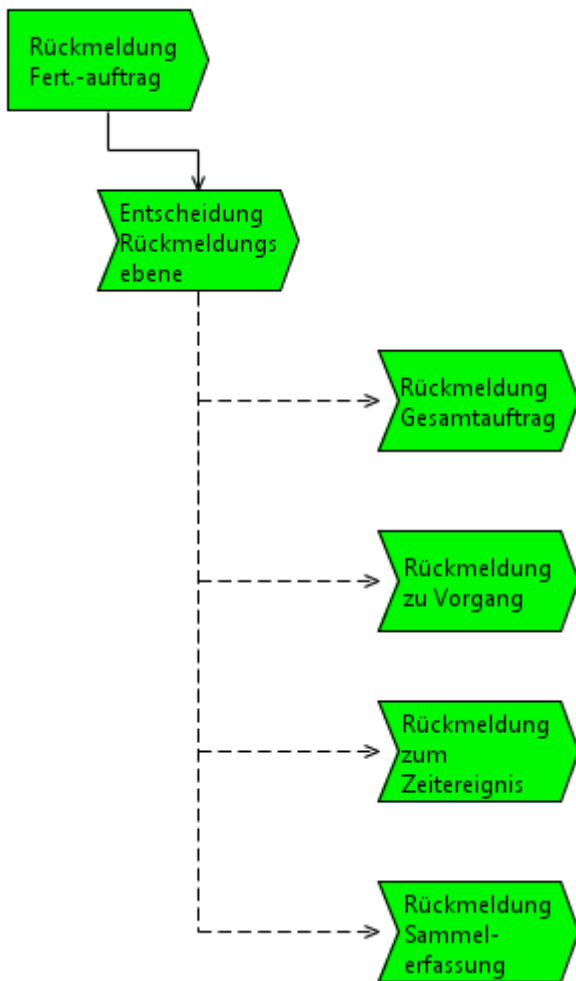 Rückmeldung
Fert.-auftrag
Entscheidung
Rückmeldungs
ebene
Rückmeldung
Gesamtauftrag
Rückmeldung
zu Vorgang
Rückmeldung
zum
Zeitereignis
Rückmeldung
Sammel-
erfassung